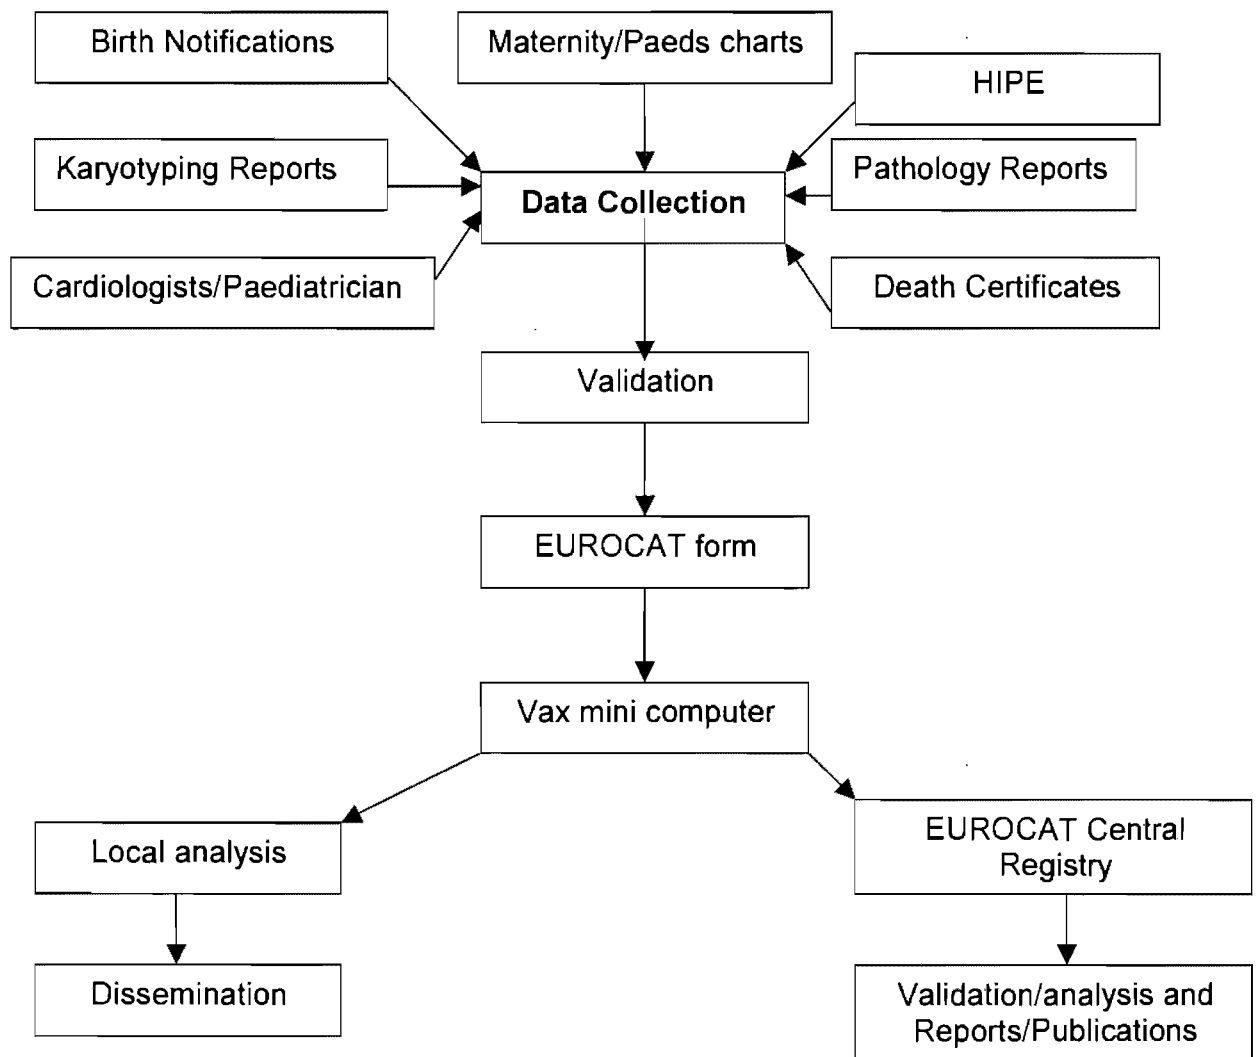 Birth Notifications
Maternity/Paeds charts
HIPE
Karyotyping Reports
Data Collection
Pathology Reports
Cardiologists/Paediatrician
Death Certificates
Validation
EUROCAT form
Vax mini computer
Local analysis
EUROCAT Central
Registry
Dissemination
Validation/analysis and
Reports/Publications